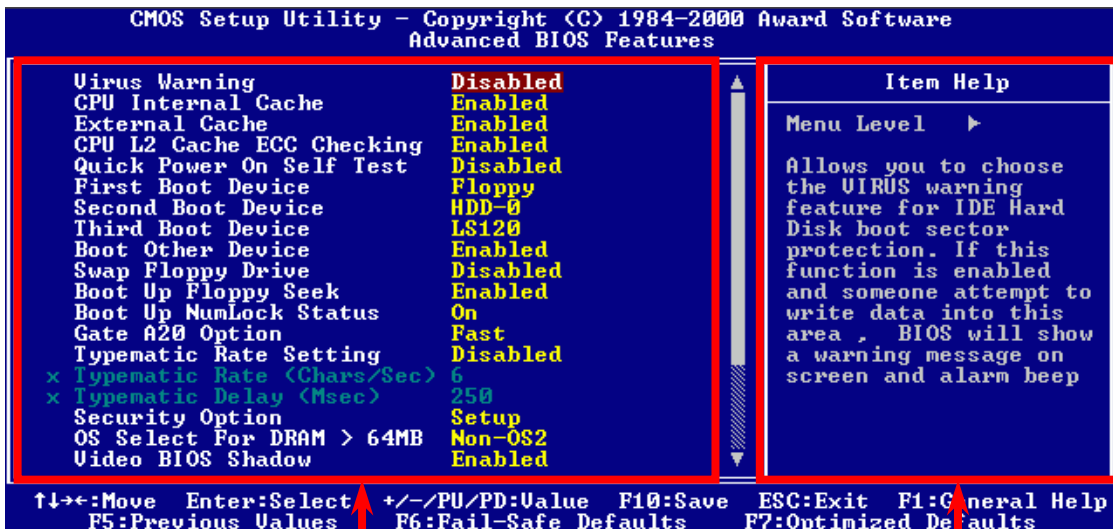 CMOS Setup Utility – Copyright (C) 1984–2000 Award Software
Advanced BIOS Features
Virus Warning Disabled
CPU Internal Cache Enabled
External Cache Enabled
CPU L2 Cache ECC Checking Enabled
Quick Power On Self Test Disabled
First Boot Device Floppy
Second Boot Device HDD-0
Third Boot Device LS120
Boot Other Device Enabled
Swap Floppy Drive Disabled
Boot Up Floppy Seek Enabled
Boot Up NumLock Status On
Gate A20 Option Fast
Typematic Rate Setting Disabled
x Typematic Rate (Chars/Sec) 6
x Typematic Delay (Msec) 250
Security Option Setup
OS Select For DRAM > 64MB Non-OS2
Video BIOS Shadow Enabled
Item Help
Menu Level ►
Allows you to choose
the VIRUS warning
feature for IDE Hard
Disk boot sector
protection. If this
function is enabled
and someone attempt to
write data into this
area , BIOS will show
a warning message on
screen and alarm beep
↑↓→←:Move Enter:Select +/-/PU/PD:Value F10:Save ESC:Exit F1:General Help
F5:Previous Values F6:Fail-Safe Defaults F7:Optimized Defaults